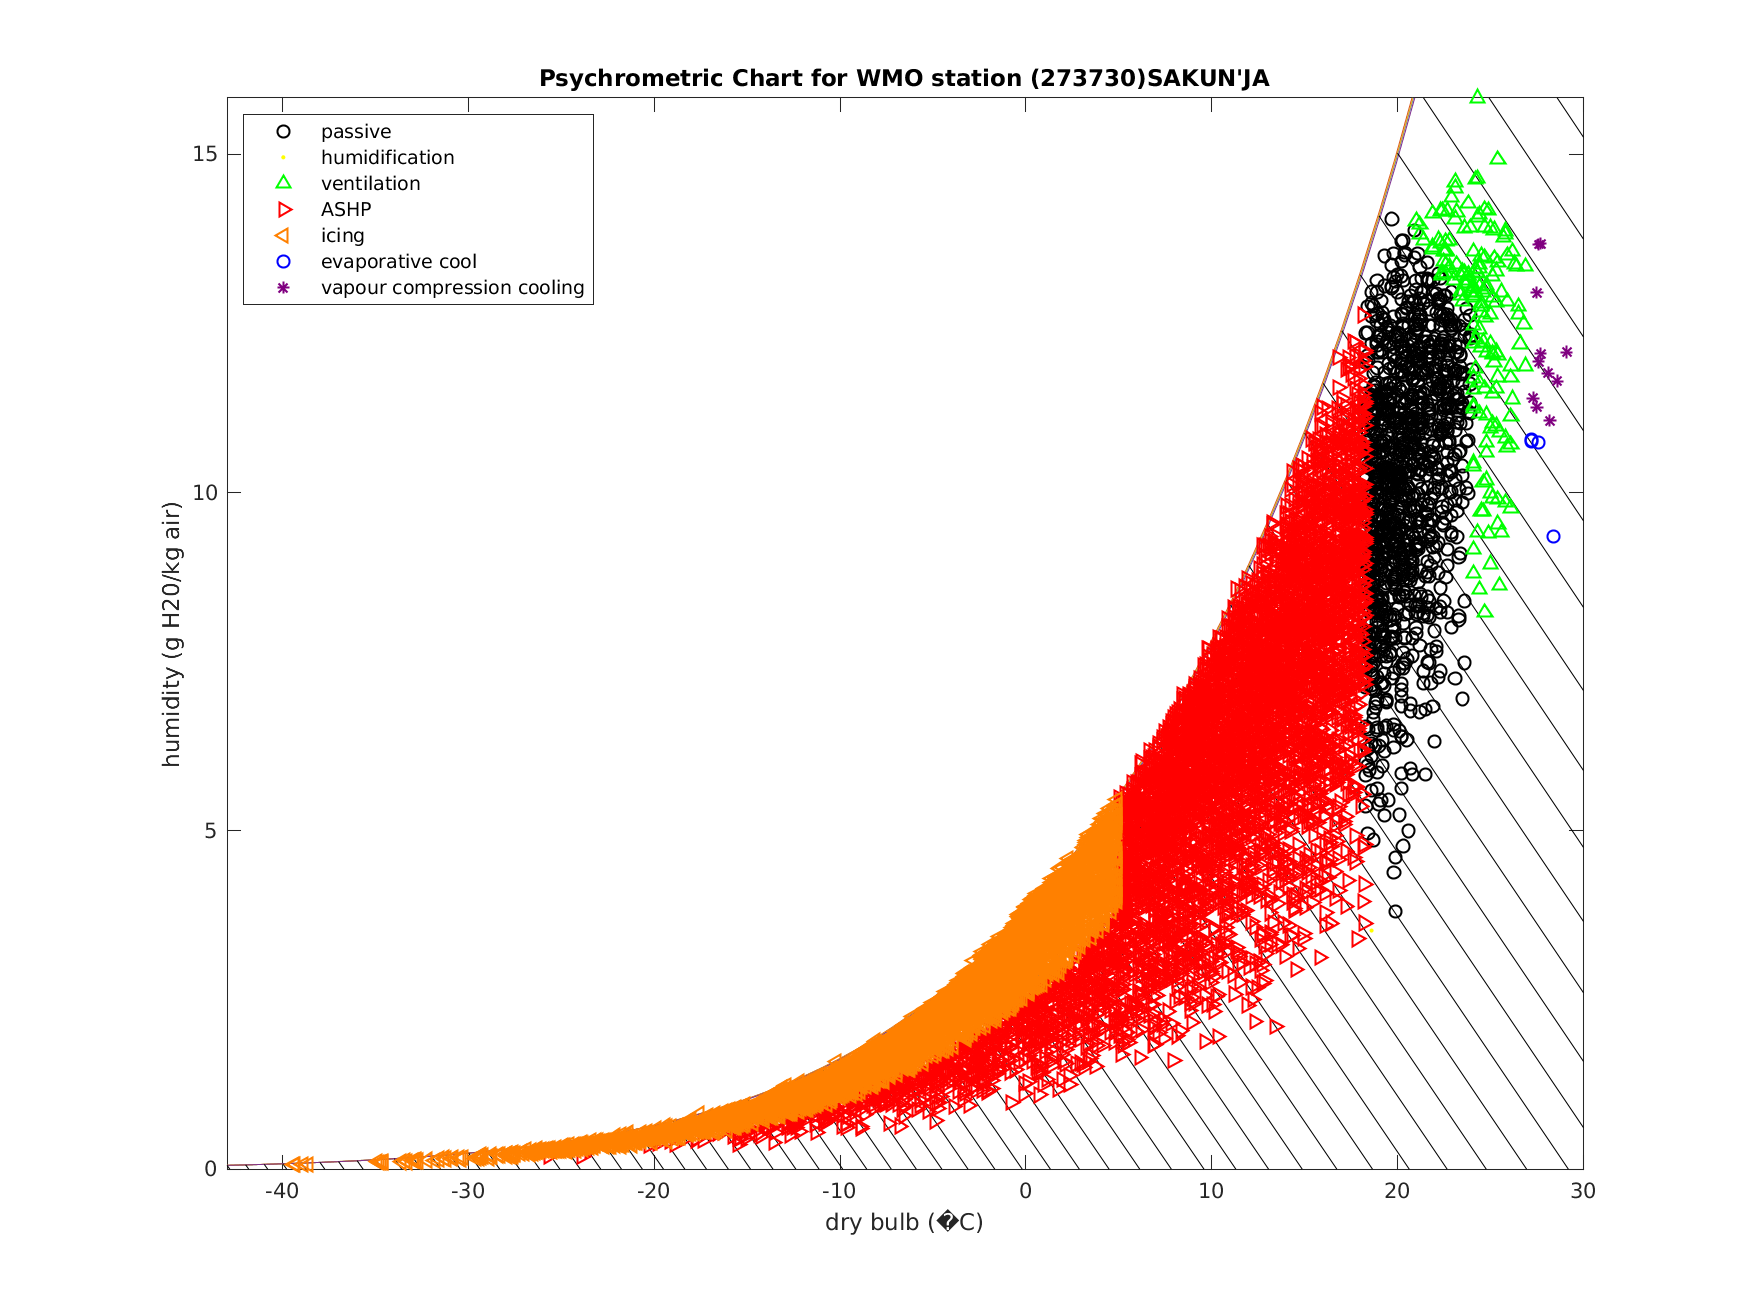 Psychrometric Chart for WMO station (273730)SAKUN'JA
passive
humidification
ventilation
ASHP
icing
evaporative cool
vapour compression cooling
15
10
5
0
humidity (g H20/kg air)
-40 -30 -20 -10 0 10 20 30
dry bulb (�C)